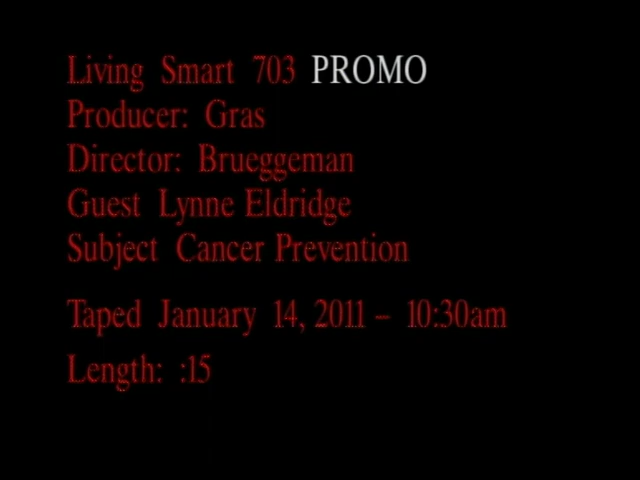 Living Smart 703 PROMO
Producer: Gras
Director: Brueggeman
Guest Lynne Eldridge
Subject Cancer Prevention
Taped January 14, 2011 – 10:30am
Length: :15